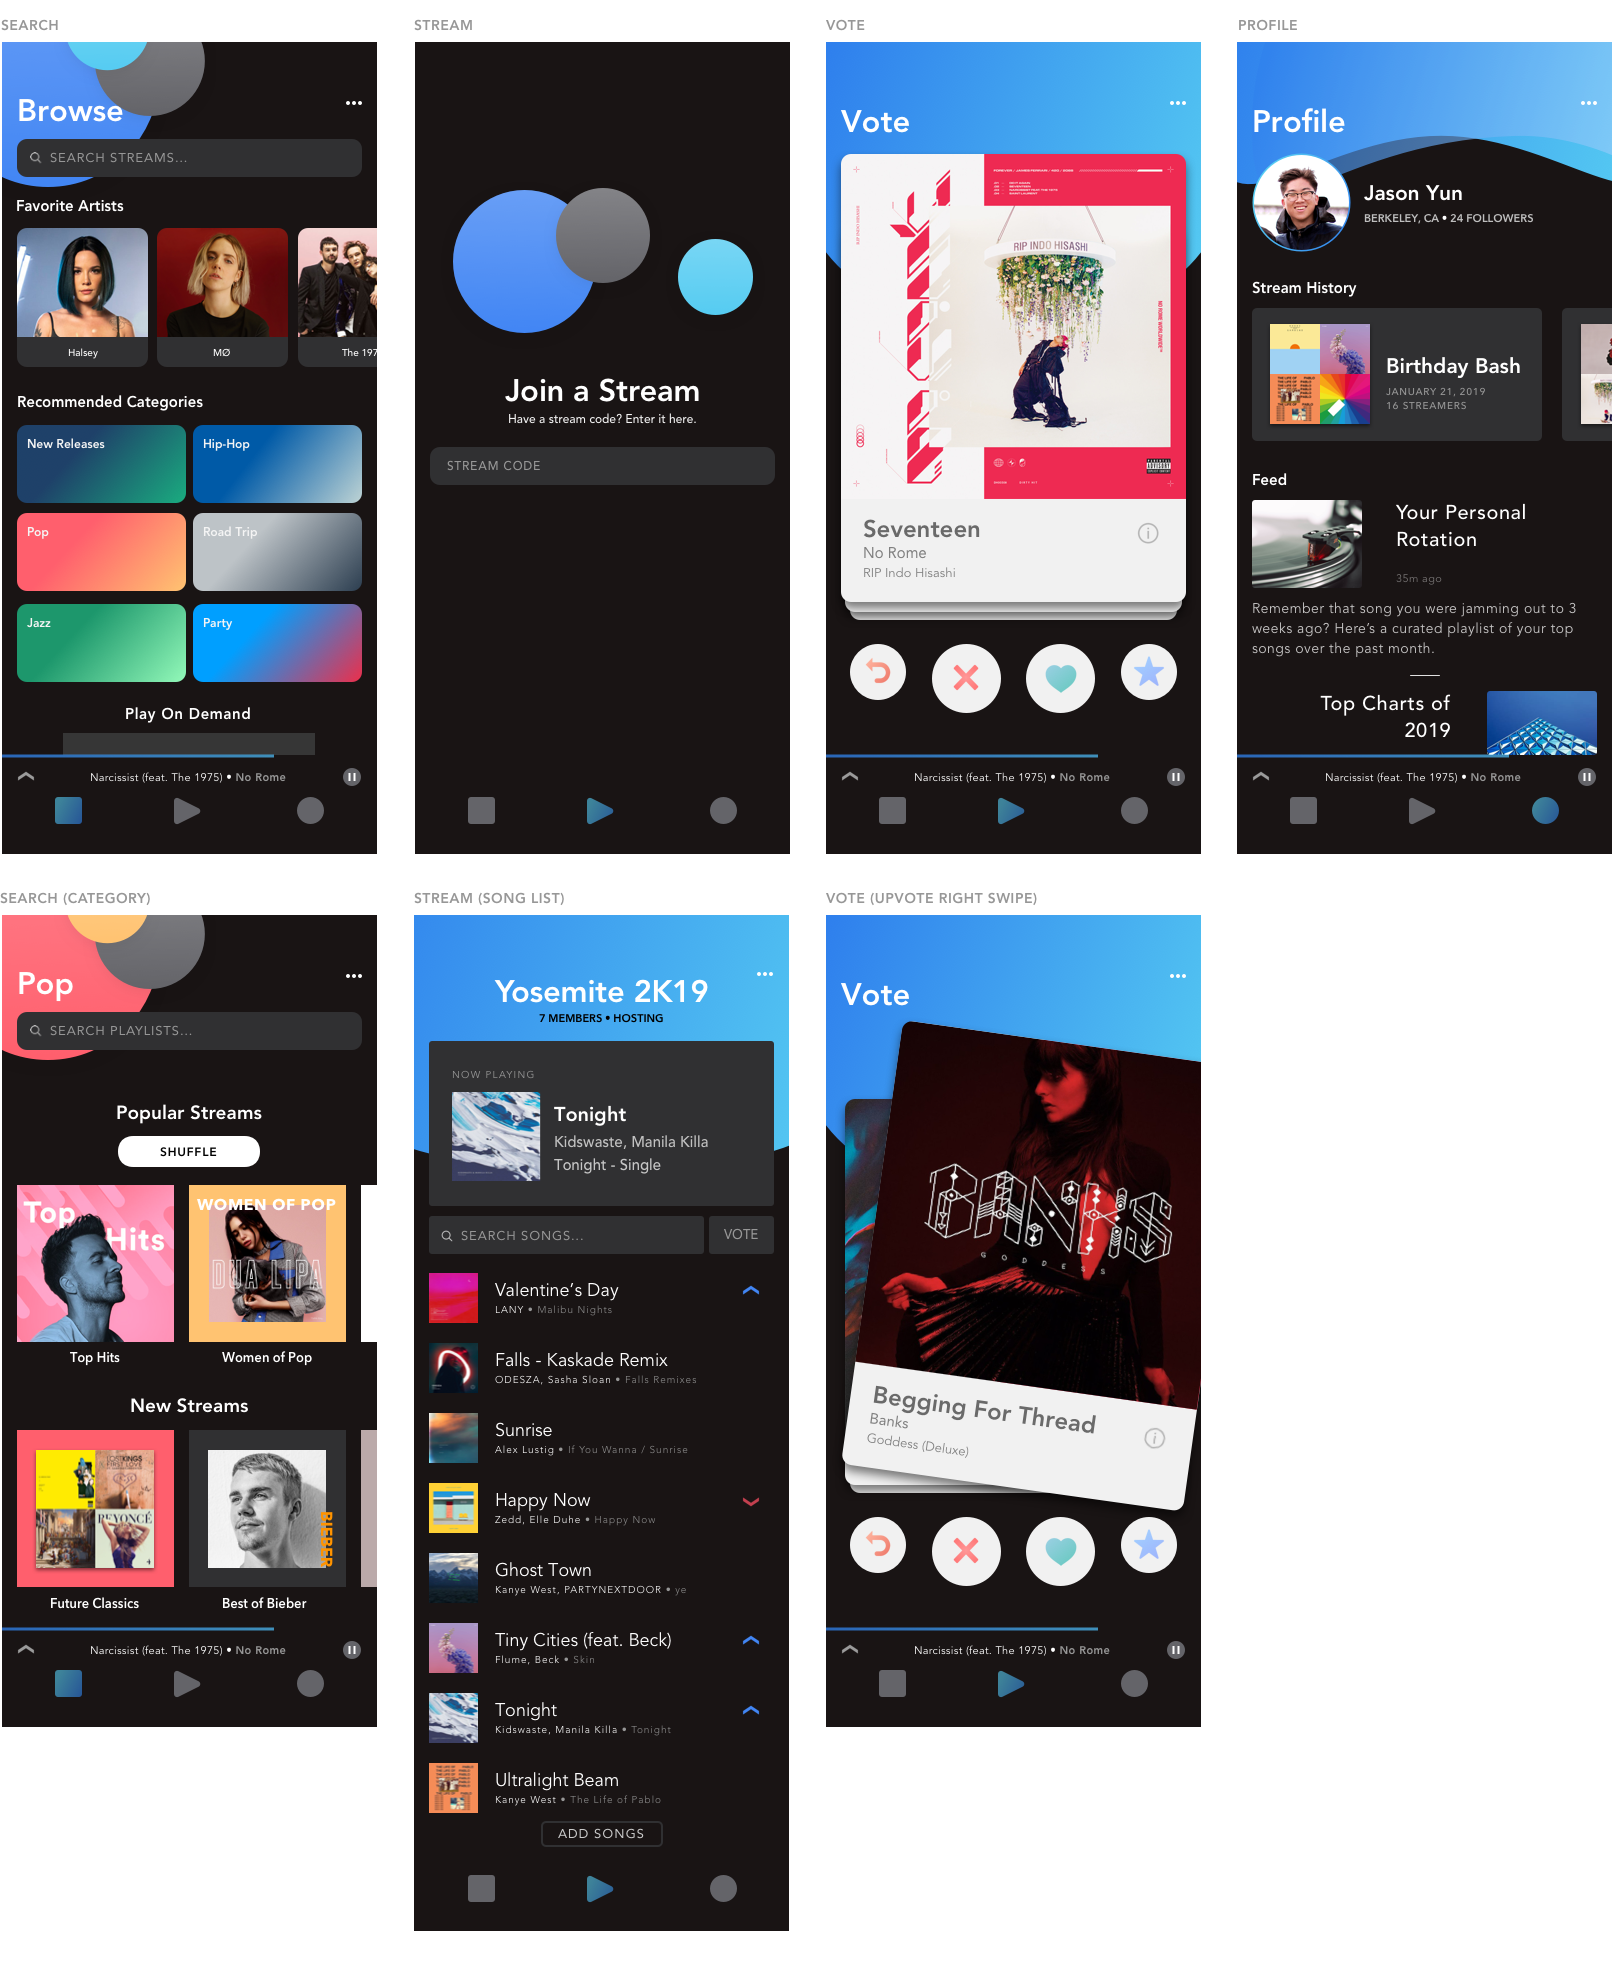 SEARCH
Browse
SEARCH STREAMS...
Favorite Artists
Halsey
MØ
The 197
Recommended Categories
New Releases
Hip-Hop
Pop
Road Trip
Jazz
Party
Play On Demand
Narcissist (feat. The 1975) • No Rome
STREAM
Join a Stream
Have a stream code? Enter it here.
STREAM CODE
VOTE
Vote
RIP INDO HISASHI
Seventeen
No Rome
RIP Indo Hisashi
Narcissist (feat. The 1975) • No Rome
PROFILE
Profile
Jason Yun
BERKELEY, CA • 24 FOLLOWERS
Stream History
Birthday Bash
JANUARY 21, 2019
16 STREAMERS
Feed
Your Personal
Rotation
35m ago
Remember that song you were jamming out to 3
weeks ago? Here's a curated playlist of your top
songs over the past month.
Top Charts of
2019
Narcissist (feat. The 1975) • No Rome
SEARCH (CATEGORY)
Pop
SEARCH PLAYLISTS...
Popular Streams
SHUFFLE
Top
Hits
WOMEN OF POP
DUA LIPA
Top Hits
Women of Pop
New Streams
BEYONCÉ
BIEBER
Future Classics
Best of Bieber
Narcissist (feat. The 1975) • No Rome
STREAM (SONG LIST)
Yosemite 2K19
7 MEMBERS • HOSTING
NOW PLAYING
Tonight
Kidswaste, Manila Killa
Tonight - Single
SEARCH SONGS...
VOTE
Valentine's Day
LANY • Malibu Nights
Falls - Kaskade Remix
ODESZA, Sasha Sloan • Falls Remixes
Sunrise
Alex Lustig • If You Wanna / Sunrise
Happy Now
Zedd, Elle Duhe • Happy Now
Ghost Town
Kanye West, PARTYNEXTDOOR • ye
Tiny Cities (feat. Beck)
Flume, Beck • Skin
Tonight
Kidswaste, Manila Killa • Tonight
Ultralight Beam
Kanye West • The Life of Pablo
ADD SONGS
VOTE (UPVOTE RIGHT SWIPE)
Vote
BANKS
GODDESS
Begging For Thread
Banks
Goddess (Deluxe)
Narcissist (feat. The 1975) • No Rome